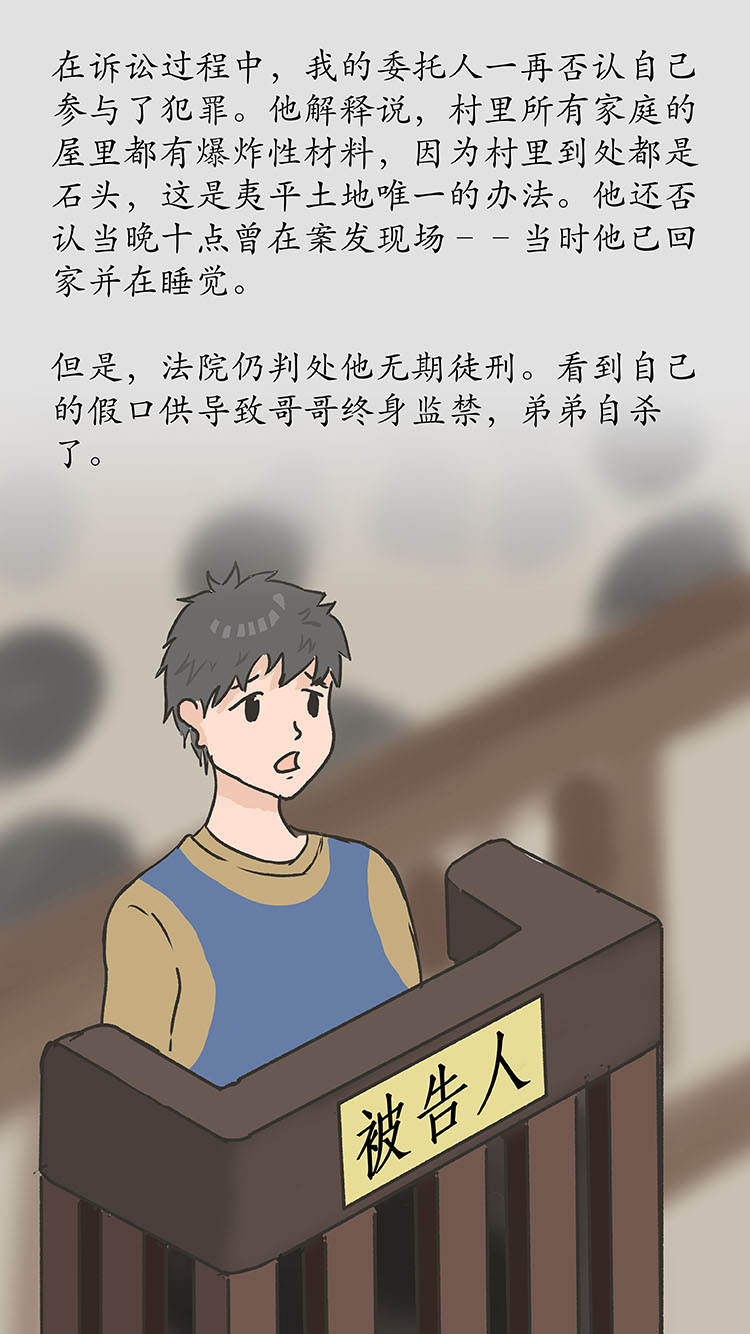 在诉讼过程中，我的委托人一再否认自己
参与了犯罪。他解释说，村里所有家庭的
屋里都有爆炸性材料，因为村里到处都是
石头，这是夷平土地唯一的办法。他还否
认当晚十点曾在案发现场－－当时他已回
家并在睡觉。
但是，法院仍判处他无期徒刑。看到自己
的假口供导致哥哥终身监禁，弟弟自杀
了。
被告人